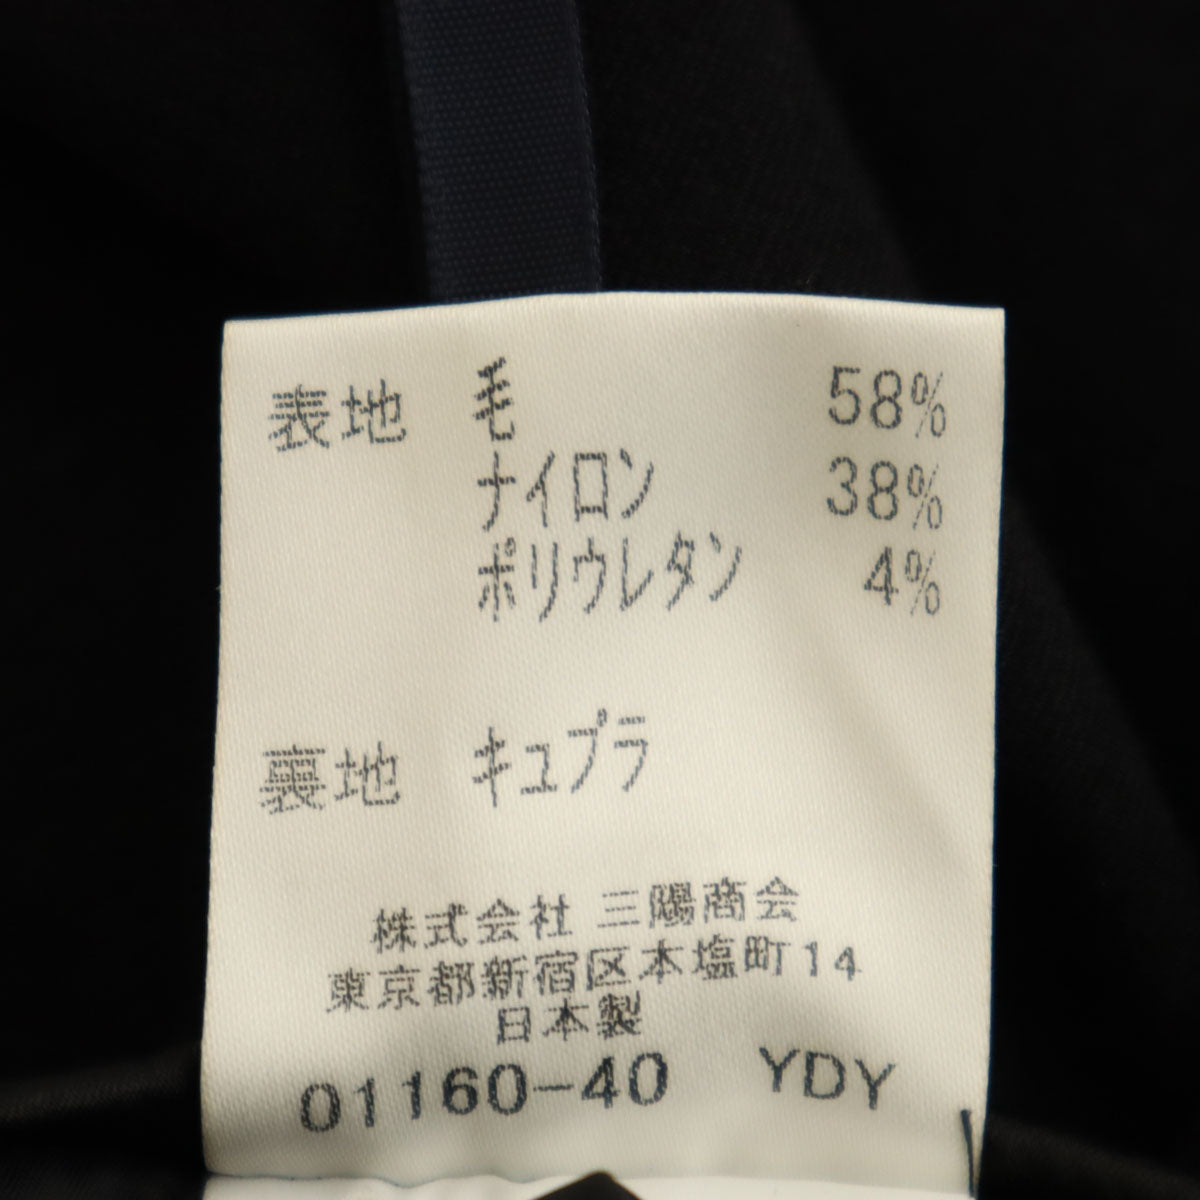 表地 毛 58%
ナイロン 38%
ポリウレタン 4%
裏地 キュプラ
株式会社 三陽商会
東京都新宿区本塩町14
日本製
01160-40 YDY